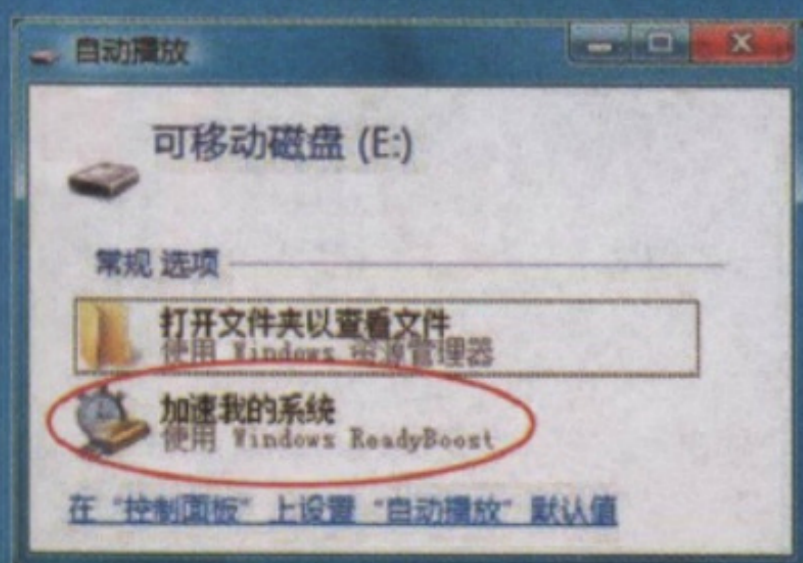 自动播放
可移动磁盘 (E:)
常规 选项
打开文件夹以查看文件
使用 Windows 资源管理器
加速我的系统
使用 Windows ReadyBoost
在“控制面板”上设置“自动播放”默认值